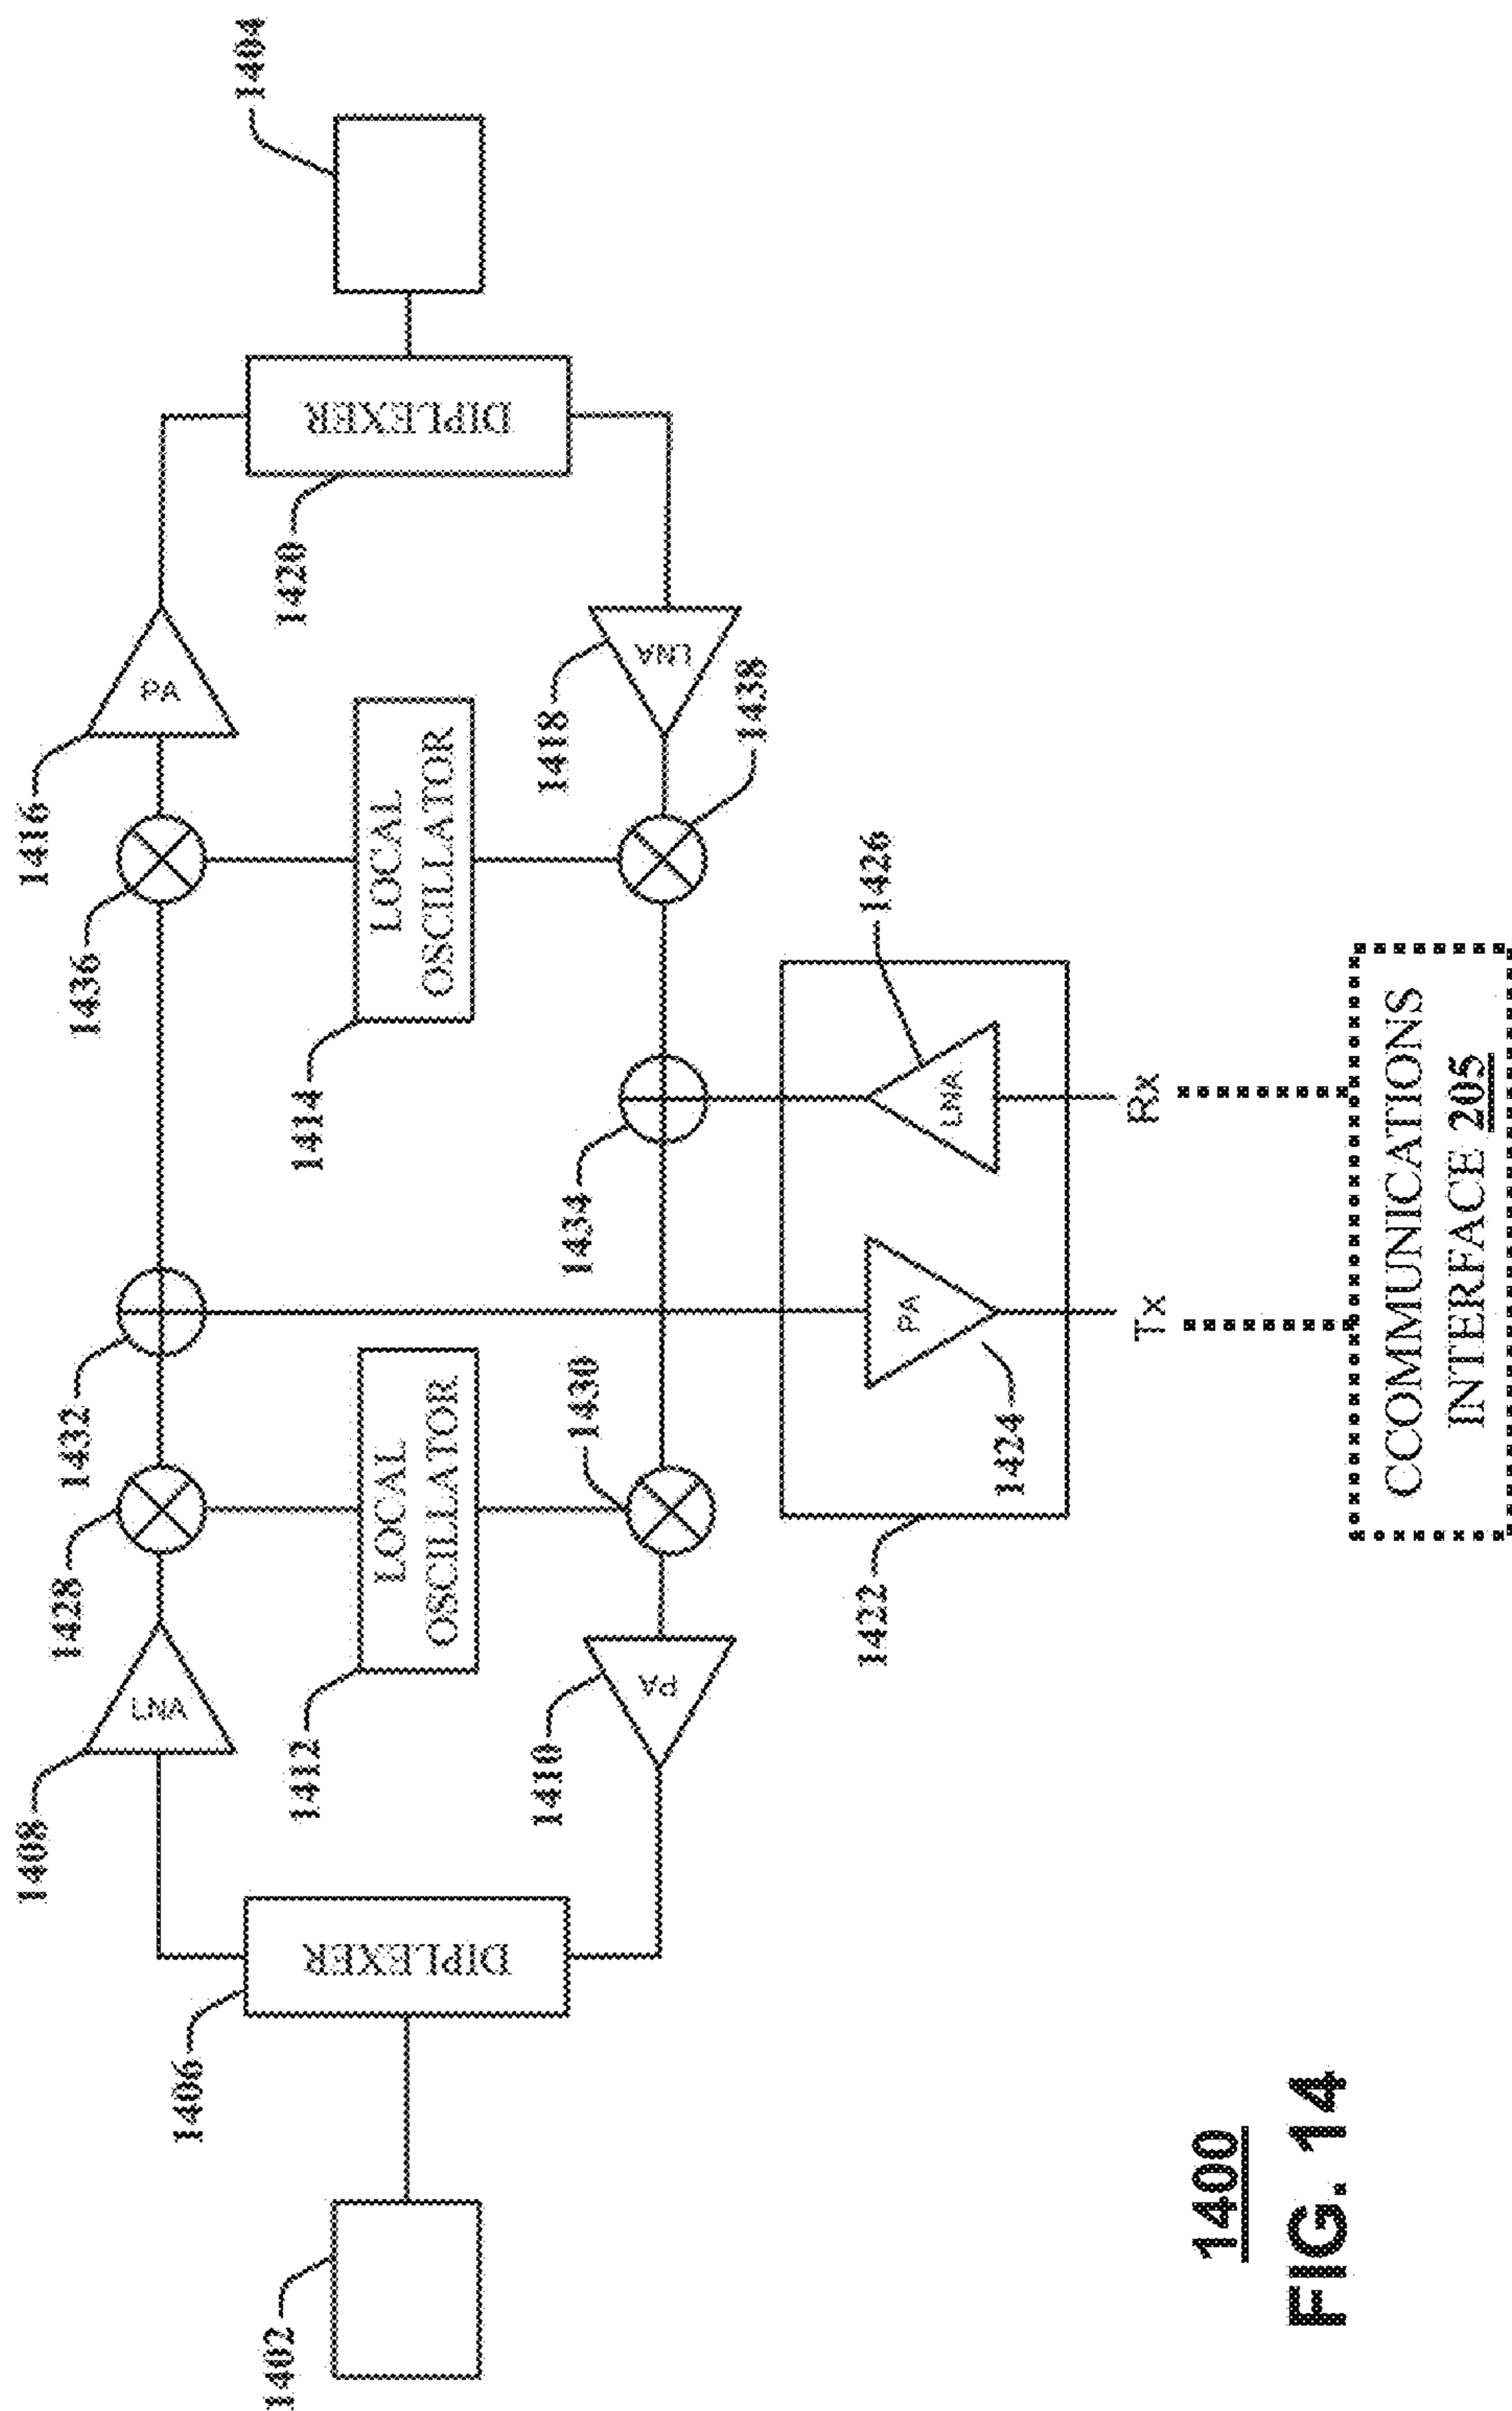 1404
1416
PA
1436
1420
DIPLEXER
1414
LOCAL
OSCILLATOR
1418
LNA
1438
1432
1434
1426
LNA
Rx
1428
1412
LOCAL
OSCILLATOR
1430
PA
1424
Tx
1422
CCOMMUNICATIONS
INTERFACE 205
1408
LNA
1410
PA
1406
DIPLEXER
1402
1400
FIG. 14